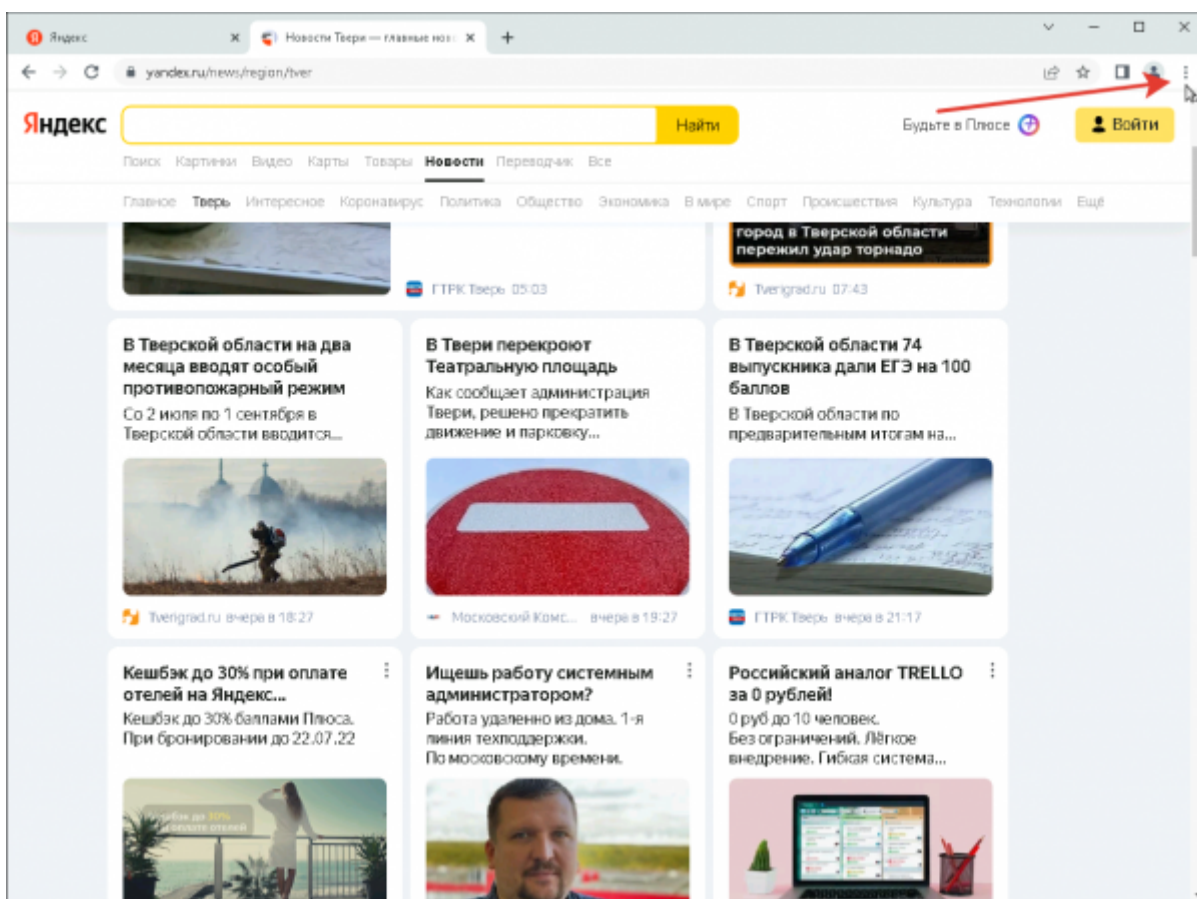 Яндекс
Новости Твери — главные нов
yandex.ru/news/region/tver
Яндекс
Найти
Будьте в Плюсе
Войти
Поиск Картинки Видео Карты Товары Новости Переводчик Все
Главное Тверь Интересное Коронавирус Политика Общество Экономика В мире Спорт Происшествия Культура Технологии Ещё
город в Тверской области
пережил удар торнадо
ГТРК Тверь 05:03
Tverigrad.ru 07:43
В Тверской области на два
месяца вводят особый
противопожарный режим
Со 2 июля по 1 сентября в
Тверской области вводится...
Tverigrad.ru вчера в 18:27
В Твери перекроют
Театральную площадь
Как сообщает администрация
Твери, решено прекратить
движение и парковку...
Московский Комс... вчера в 19:27
В Тверской области 74
выпускника дали ЕГЭ на 100
баллов
В Тверской области по
предварительным итогам на...
ГТРК Тверь вчера в 21:17
Кешбэк до 30% при оплате
отелей на Яндекс...
Кешбэк до 30% баллами Плюса.
При бронировании до 22.07.22
Кешбэк до 30%
при оплате отелей
Ищешь работу системным
администратором?
Работа удаленно из дома. 1-я
линия техподдержки.
По московскому времени.
Российский аналог TRELLO
за 0 рублей!
0 руб до 10 человек.
Без ограничений. Лёгкое
внедрение. Гибкая система...